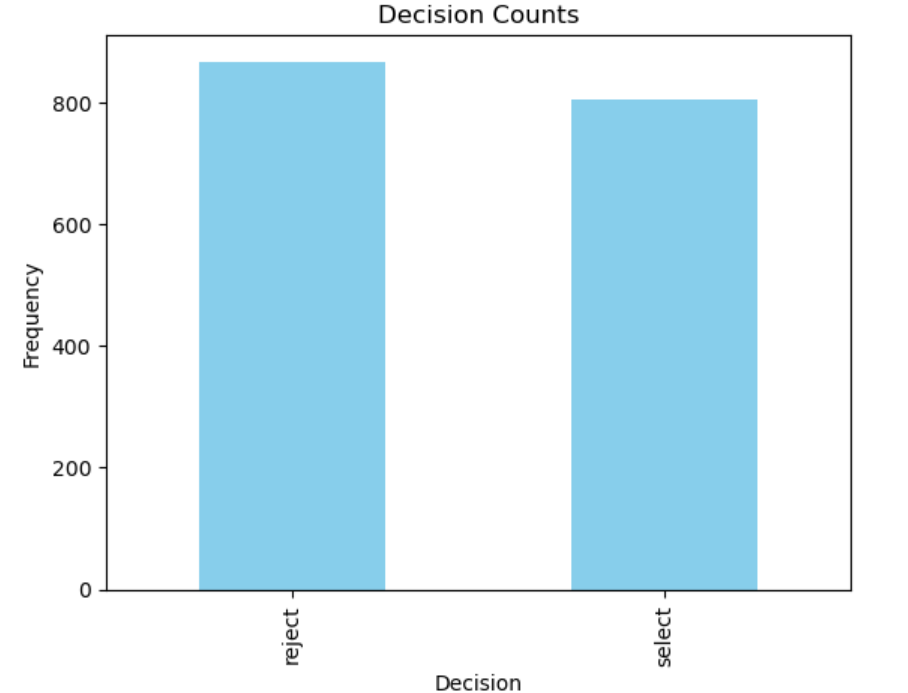 Decision Counts
Frequency
800
600
400
200
0
reject
select
Decision